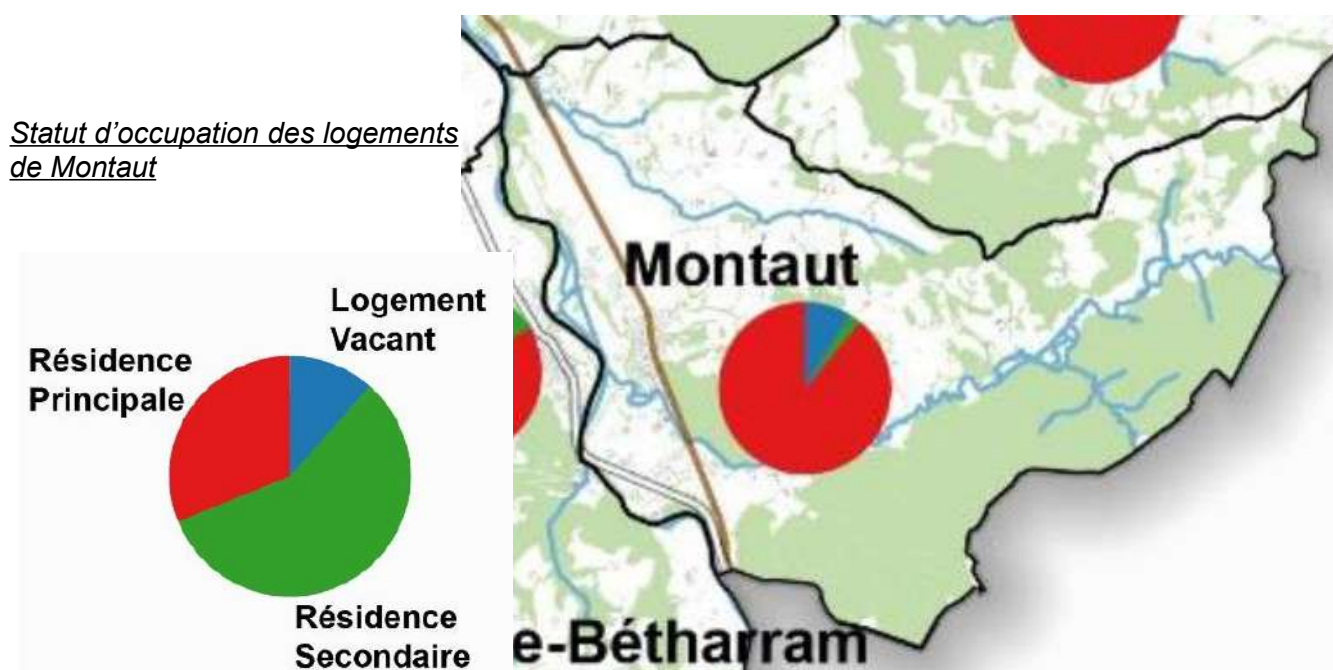 Statut d’occupation des logements
de Montaut
Montaut
Logement
Vacant
Résidence
Principale
Résidence
Secondaire
e-Bétharram